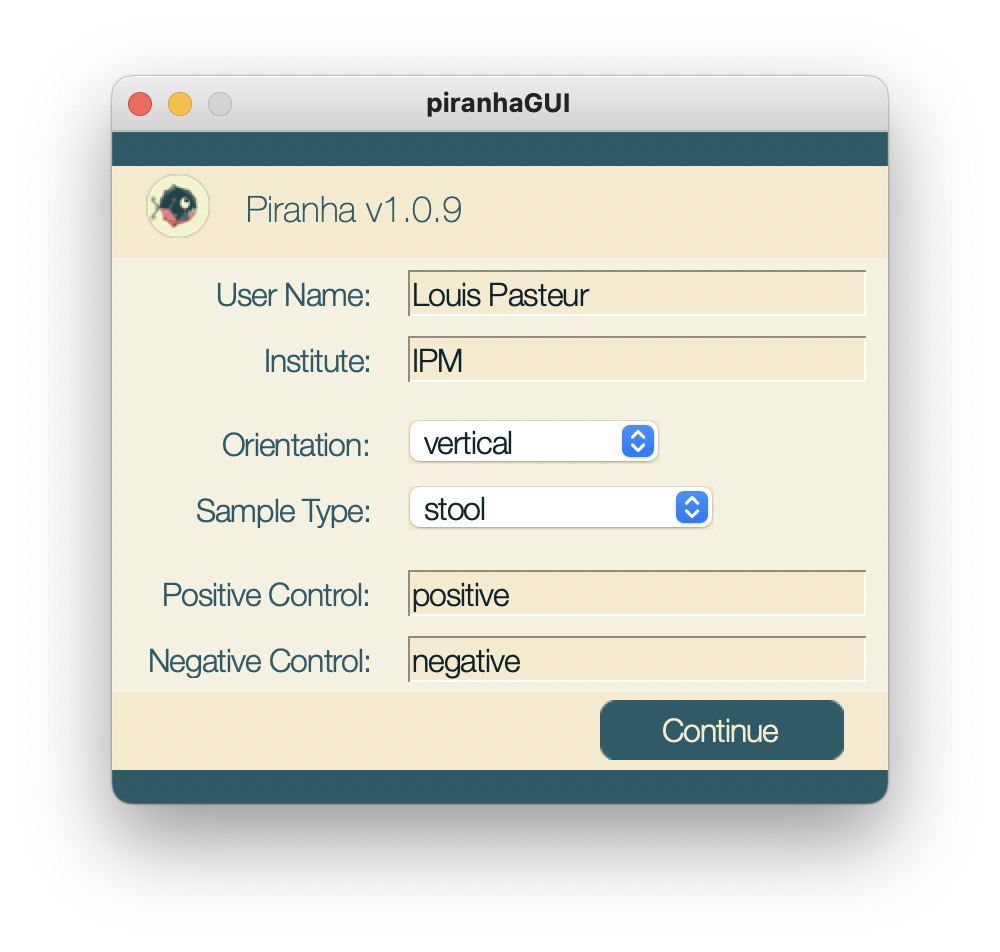 piranhaGUI
Piranha v1.0.9
User Name: Louis Pasteur
Institute: IPM
Orientation: vertical
Sample Type: stool
Positive Control: positive
Negative Control: negative
Continue